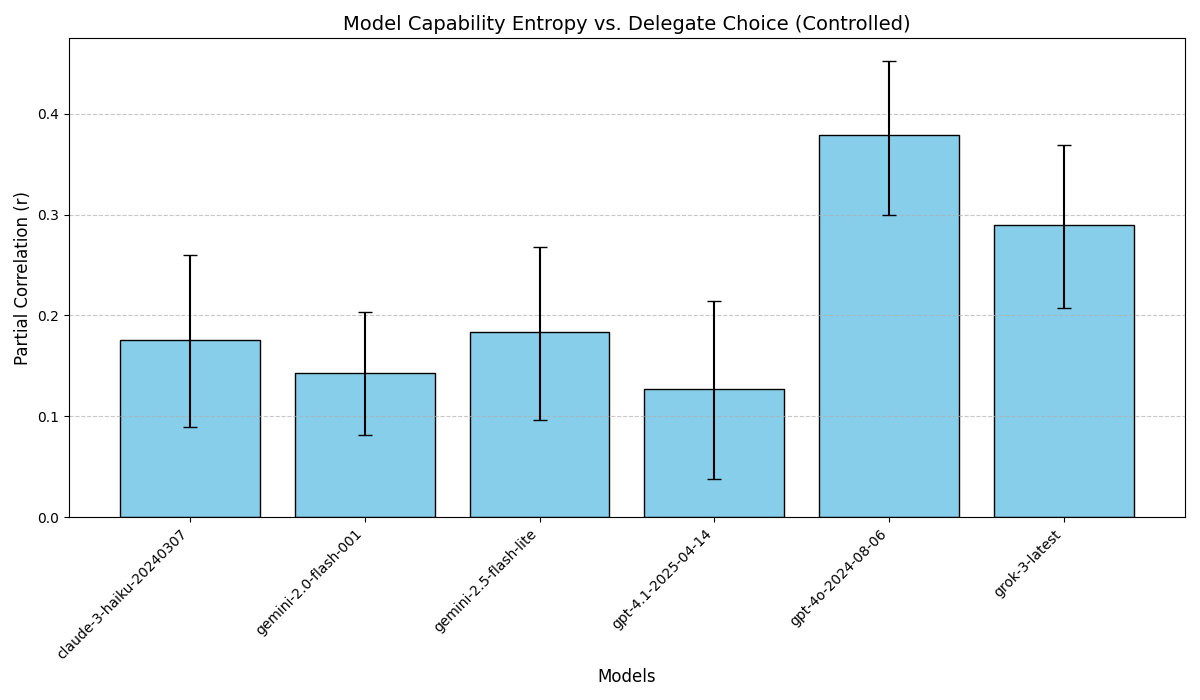 Model Capability Entropy vs. Delegate Choice (Controlled)
Partial Correlation (r)
0.4
0.3
0.2
0.1
0.0
claude-3-haiku-20240307
gemini-2.0-flash-001
gemini-2.5-flash-lite
gpt-4.1-2025-04-14
gpt-4o-2024-08-06
grok-3-latest
Models